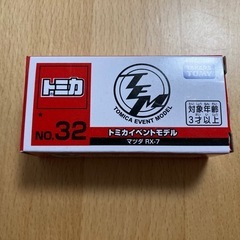 トミカ
TEM
TOMICA EVENT MODEL
対象年齢
3才以上
NO.32
トミカイベントモデル
マツダ RX-7